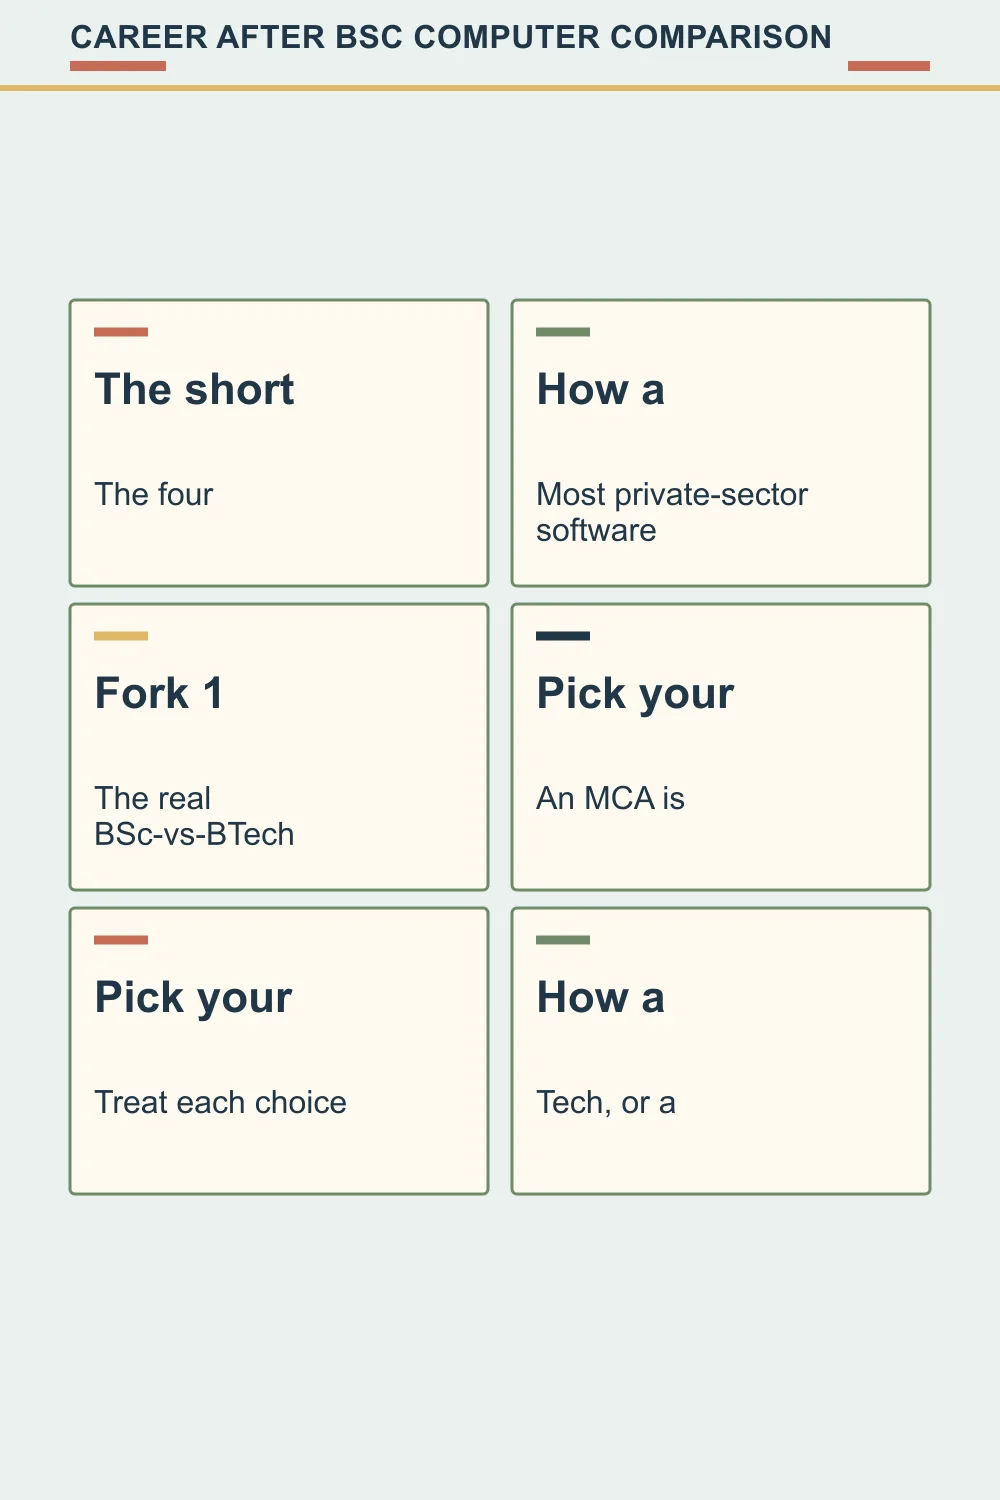 CAREER AFTER BSC COMPUTER COMPARISON
The short
The four
How a
Most private-sector
software
Fork 1
The real
BSc-vs-BTech
Pick your
An MCA is
Pick your
Treat each choice
How a
Tech, or a